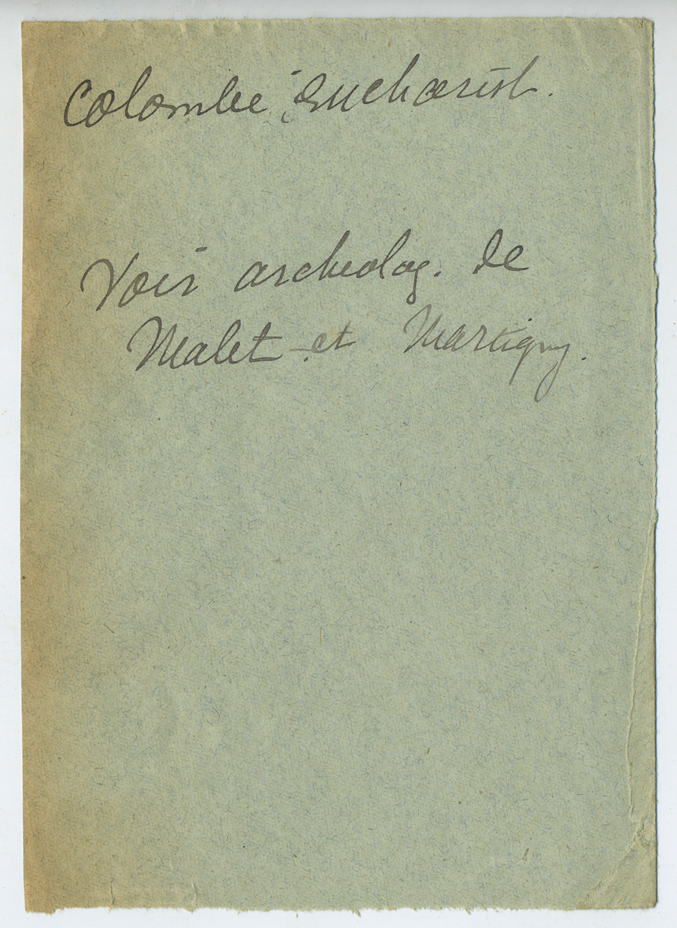 Colombe Eucharist.
Voir archeolog. de
Malet et Martigny.